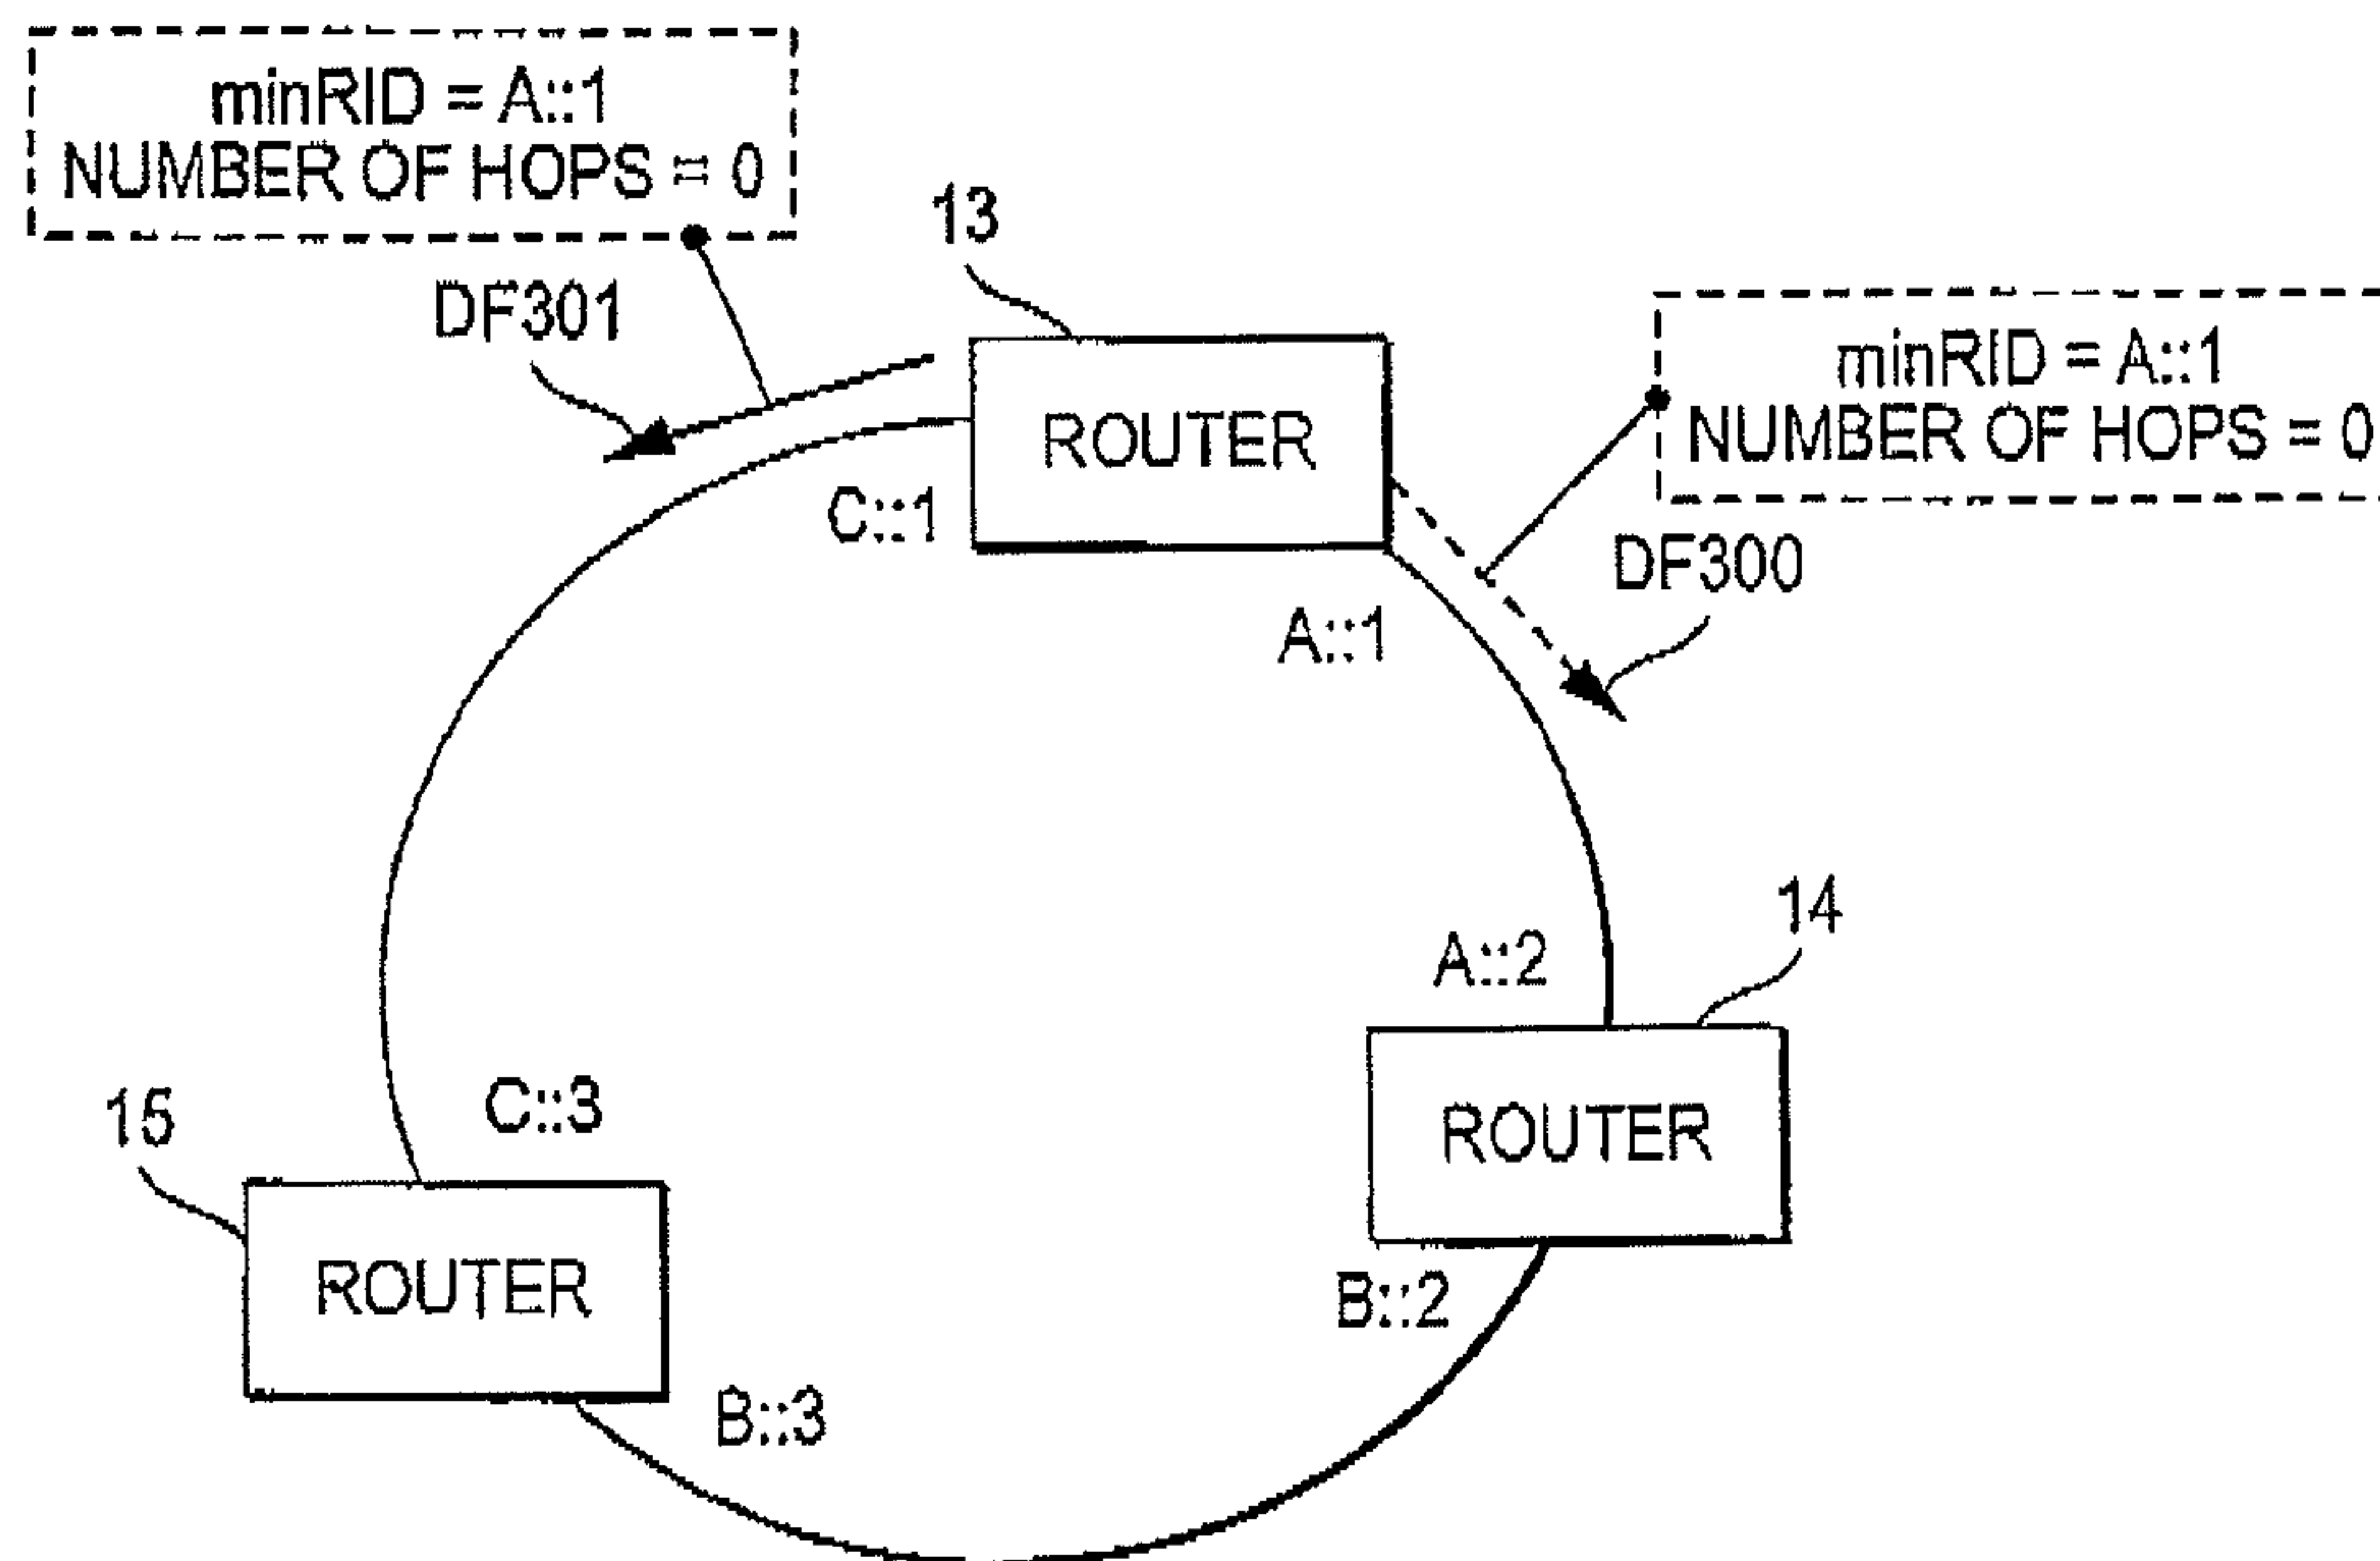 minRID = A::1
NUMBER OF HOPS = 0
13
DF301
minRID = A::1
NUMBER OF HOPS = 0
ROUTER
C::1
DF300
A::1
14
A::2
C::3
15
ROUTER
ROUTER
B::2
B::3